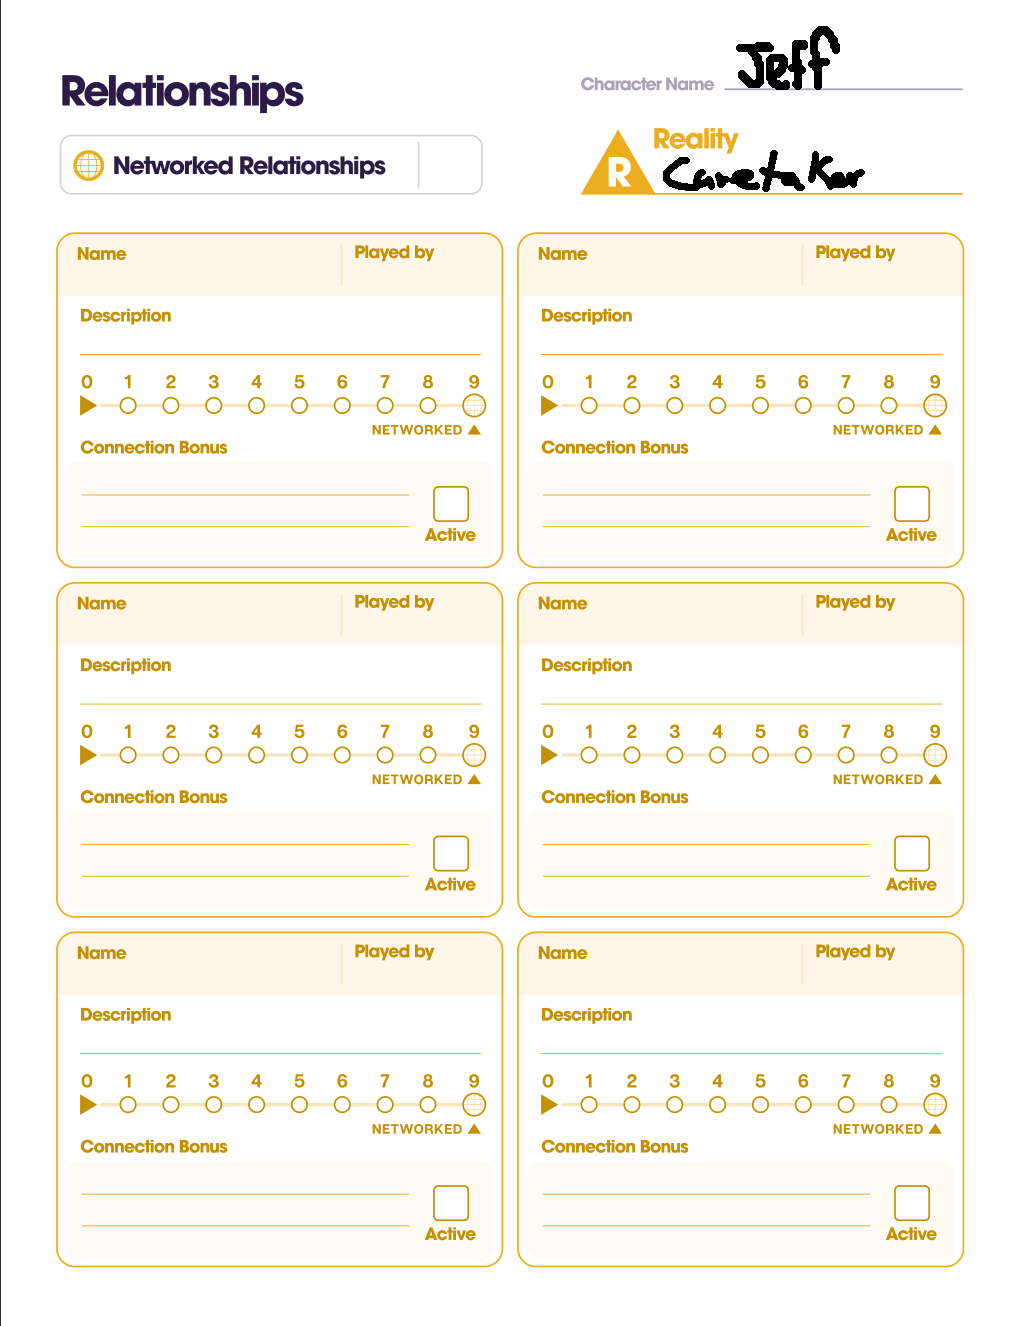 Relationships
Character Name Jeff
Networked Relationships
R Reality
Caretaker
Name Played by
Description
0 1 2 3 4 5 6 7 8 9
NETWORKED
Connection Bonus
Active
Name Played by
Description
0 1 2 3 4 5 6 7 8 9
NETWORKED
Connection Bonus
Active
Name Played by
Description
0 1 2 3 4 5 6 7 8 9
NETWORKED
Connection Bonus
Active
Name Played by
Description
0 1 2 3 4 5 6 7 8 9
NETWORKED
Connection Bonus
Active
Name Played by
Description
0 1 2 3 4 5 6 7 8 9
NETWORKED
Connection Bonus
Active
Name Played by
Description
0 1 2 3 4 5 6 7 8 9
NETWORKED
Connection Bonus
Active